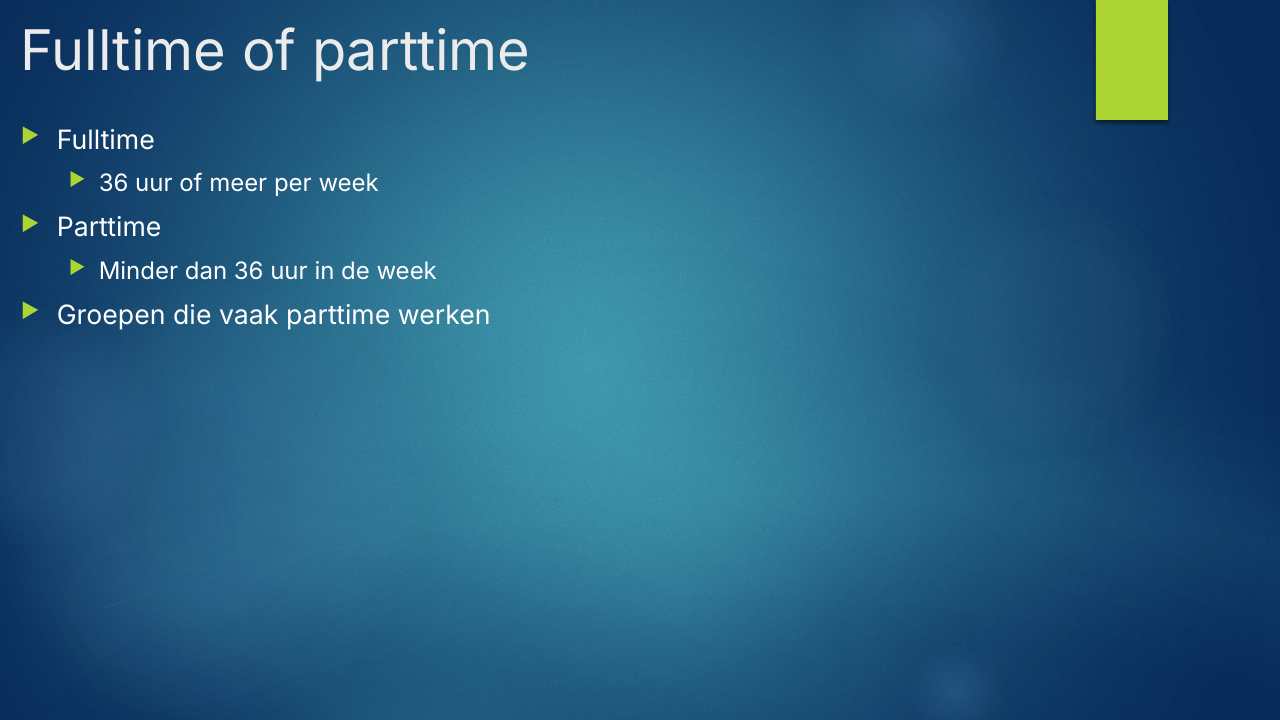 Fulltime of parttime
Fulltime
36 uur of meer per week
Parttime
Minder dan 36 uur in de week
Groepen die vaak parttime werken